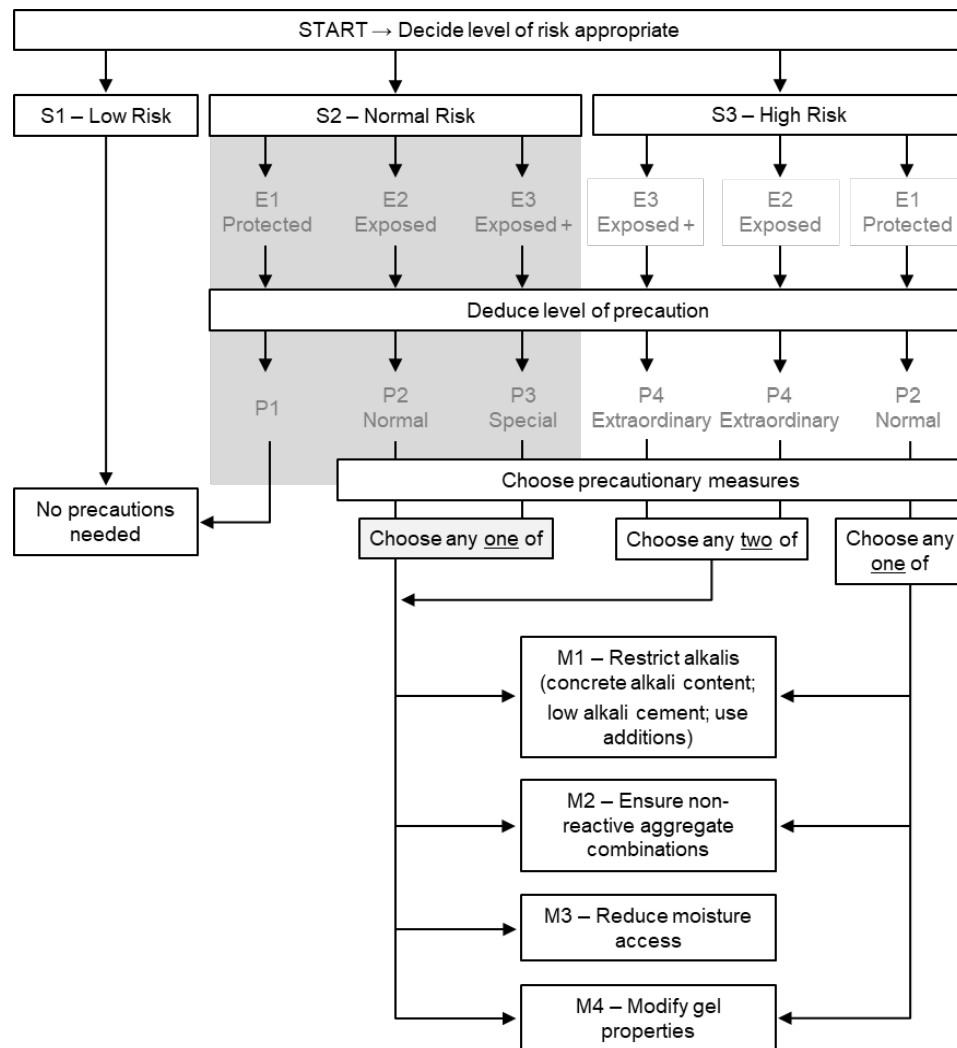 START → Decide level of risk appropriate
S1 – Low Risk
S2 – Normal Risk
S3 – High Risk
E1
Protected
E2
Exposed
E3
Exposed +
E3
Exposed +
E2
Exposed
E1
Protected
Deduce level of precaution
P1
P2
Normal
P3
Special
P4
Extraordinary
P4
Extraordinary
P2
Normal
Choose precautionary measures
No precautions
needed
Choose any one of
Choose any two of
Choose any
one of
M1 – Restrict alkalis
(concrete alkali content;
low alkali cement; use
additions)
M2 – Ensure non-
reactive aggregate
combinations
M3 – Reduce moisture
access
M4 – Modify gel
properties